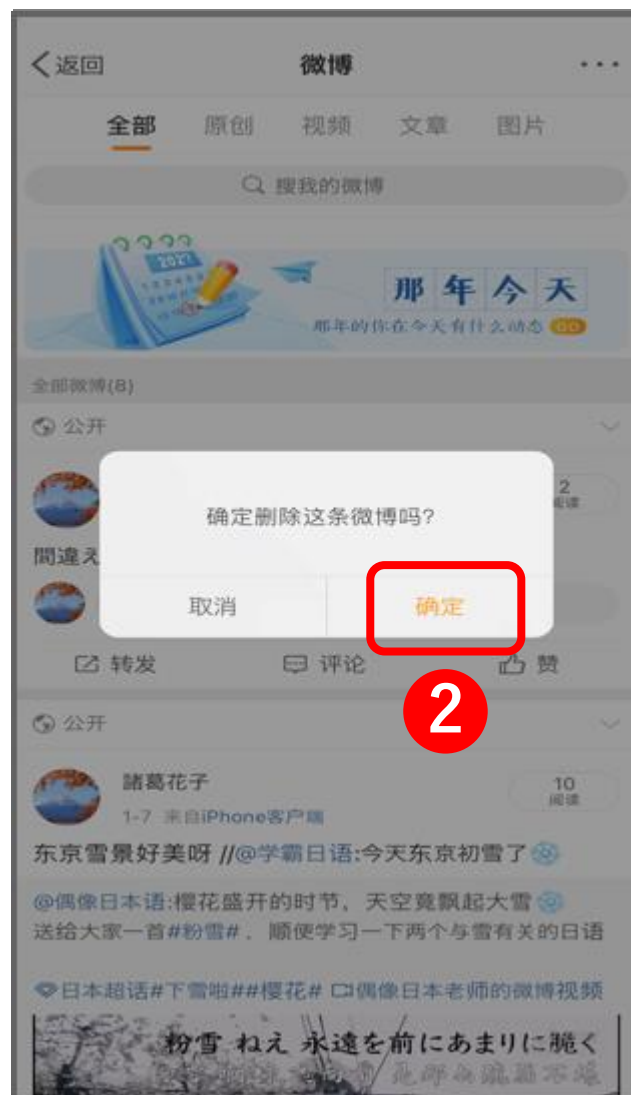 返回 微博 ...
全部 原创 视频 文章 图片
搜我的微博
2021
那年今天
那年的你在今天有什么动态 GO
全部微博(8)
公开
2
阅读
确定删除这条微博吗?
間違え
取消 确定
转发 评论 赞
2
公开
諸葛花子
10
阅读
1-7 来自iPhone客户端
东京雪景好美呀 //@学霸日语:今天东京初雪了
@偶像日本语:樱花盛开的时节，天空竟飘起大雪
送给大家一首#粉雪#，顺便学习一下两个与雪有关的日语
日本超话#下雪啦##樱花# 偶像日本老师的微博视频
粉雪 ねえ 永遠を前にあまりに脆く